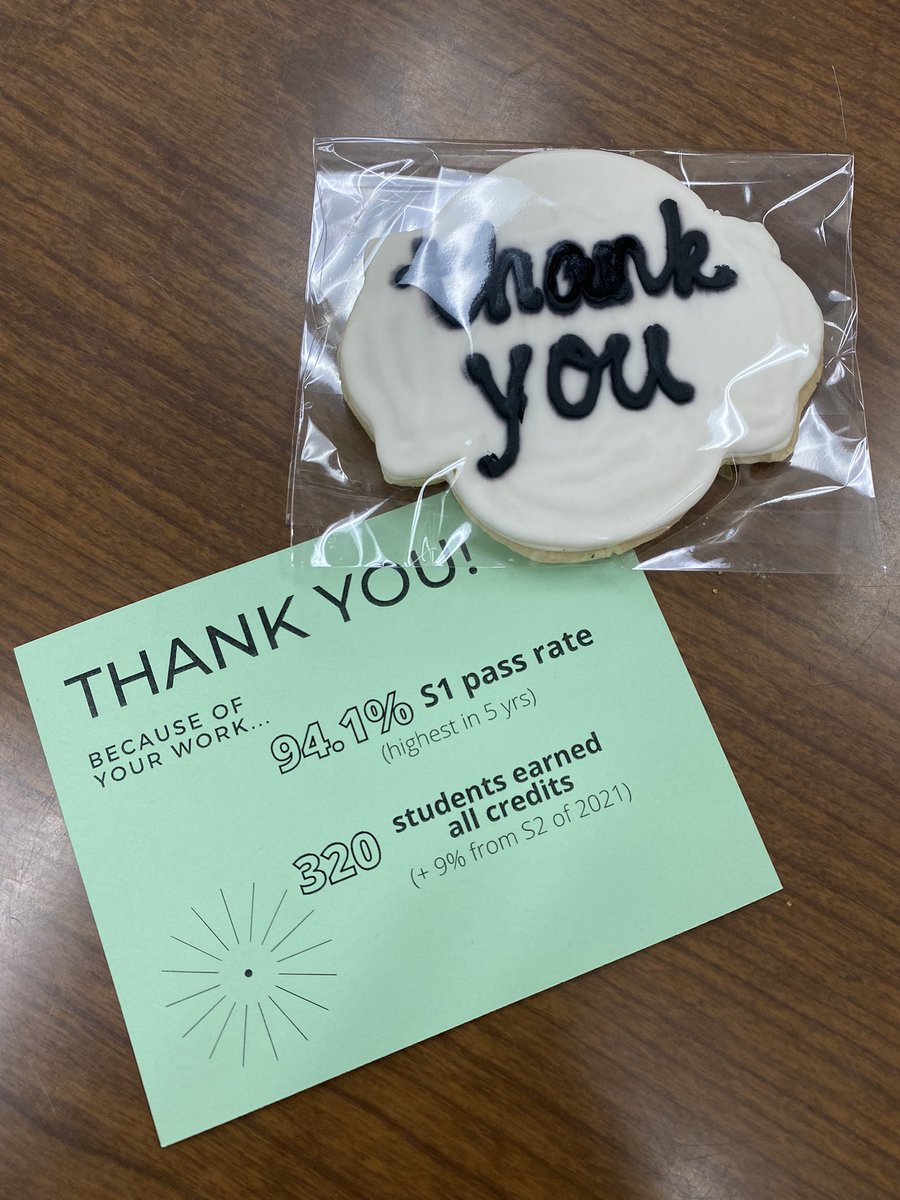 thank
you
THANK YOU!
BECAUSE OF
YOUR WORK...
94.1% S1 pass rate
(highest in 5 yrs)
320 students earned
all credits
(+ 9% from S2 of 2021)